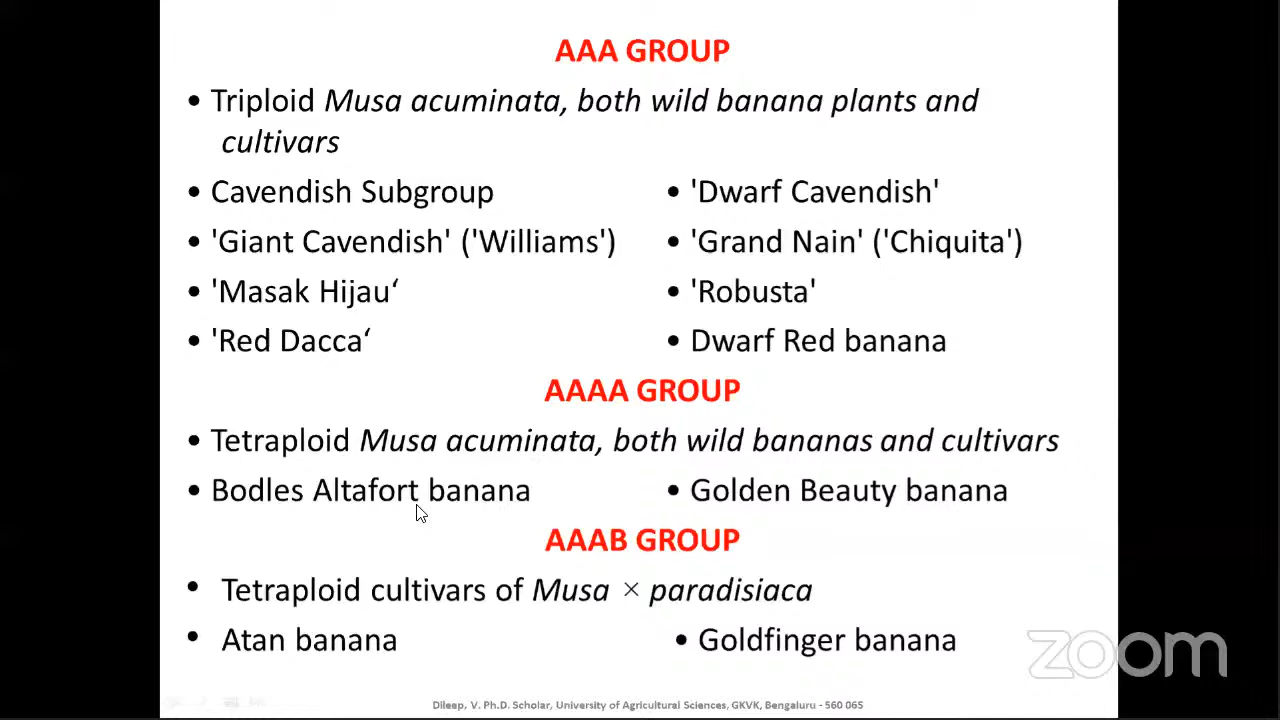 AAA GROUP
• Triploid Musa acuminata, both wild banana plants and
cultivars
• Cavendish Subgroup • 'Dwarf Cavendish'
• 'Giant Cavendish' ('Williams') • 'Grand Nain' ('Chiquita')
• 'Masak Hijau‘ • 'Robusta'
• 'Red Dacca‘ • Dwarf Red banana
AAAA GROUP
• Tetraploid Musa acuminata, both wild bananas and cultivars
• Bodles Altafort banana • Golden Beauty banana
AAAB GROUP
• Tetraploid cultivars of Musa × paradisiaca
• Atan banana • Goldfinger banana
zoom
Dileep, V. Ph.D. Scholar, University of Agricultural Sciences, GKVK, Bengaluru - 560 065